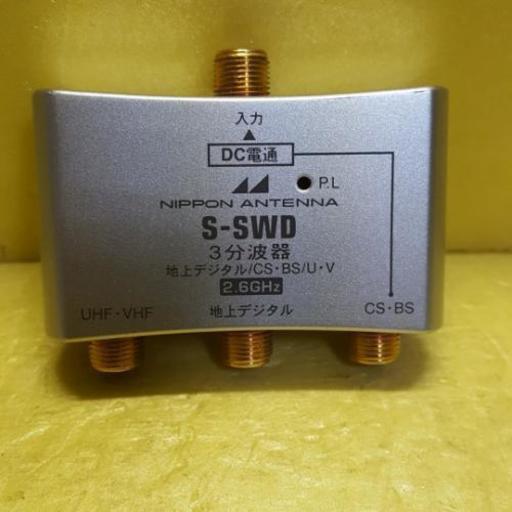 入力
DC電通
P.L
NIPPON ANTENNA
S-SWD
3分波器
地上デジタル/CS・BS/U・V
2.6GHz
UHF・VHF 地上デジタル CS・BS